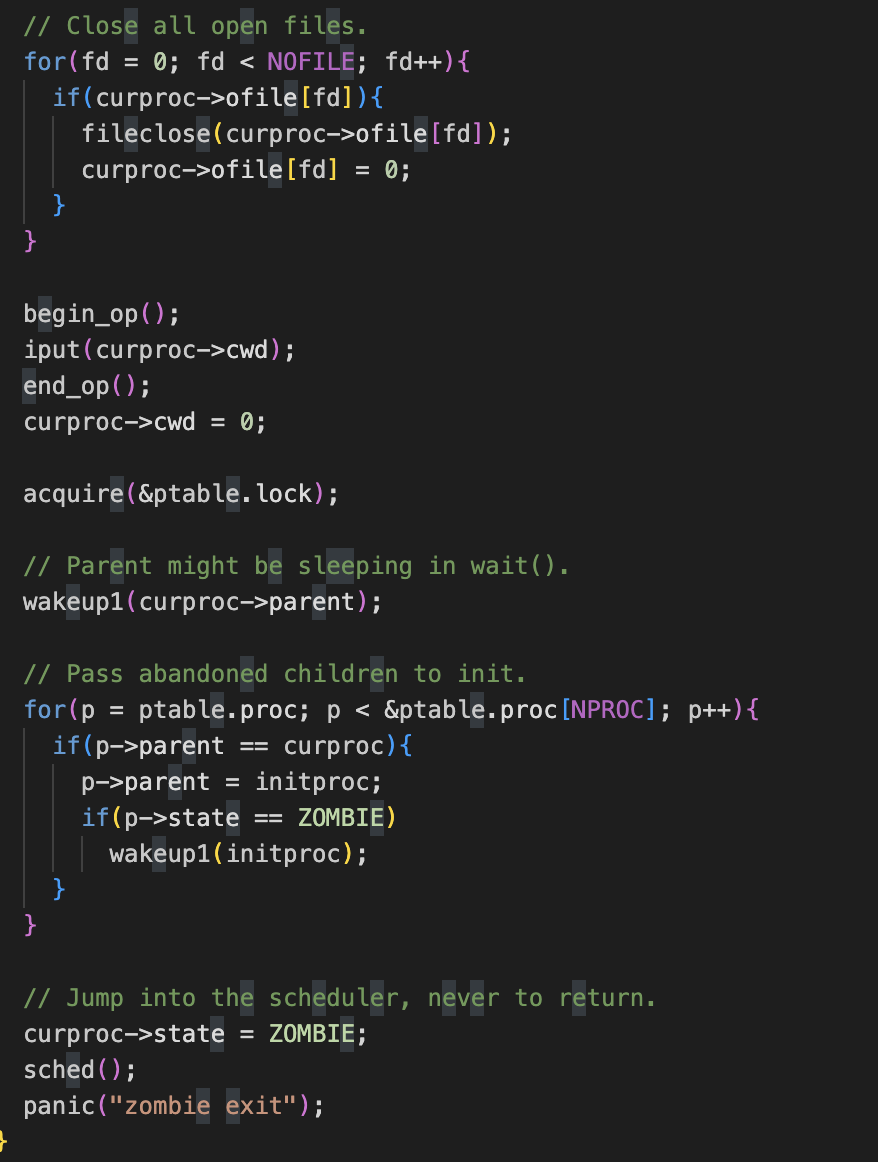 // Close all open files.
for(fd = 0; fd < NOFILE; fd++){
if(curproc->ofile[fd]){
fileclose(curproc->ofile[fd]);
curproc->ofile[fd] = 0;
}
}
begin_op();
iput(curproc->cwd);
end_op();
curproc->cwd = 0;
acquire(&ptable.lock);
// Parent might be sleeping in wait().
wakeup1(curproc->parent);
// Pass abandoned children to init.
for(p = ptable.proc; p < &ptable.proc[NPROC]; p++){
if(p->parent == curproc){
p->parent = initproc;
if(p->state == ZOMBIE)
wakeup1(initproc);
}
}
// Jump into the scheduler, never to return.
curproc->state = ZOMBIE;
sched();
panic("zombie exit");
}